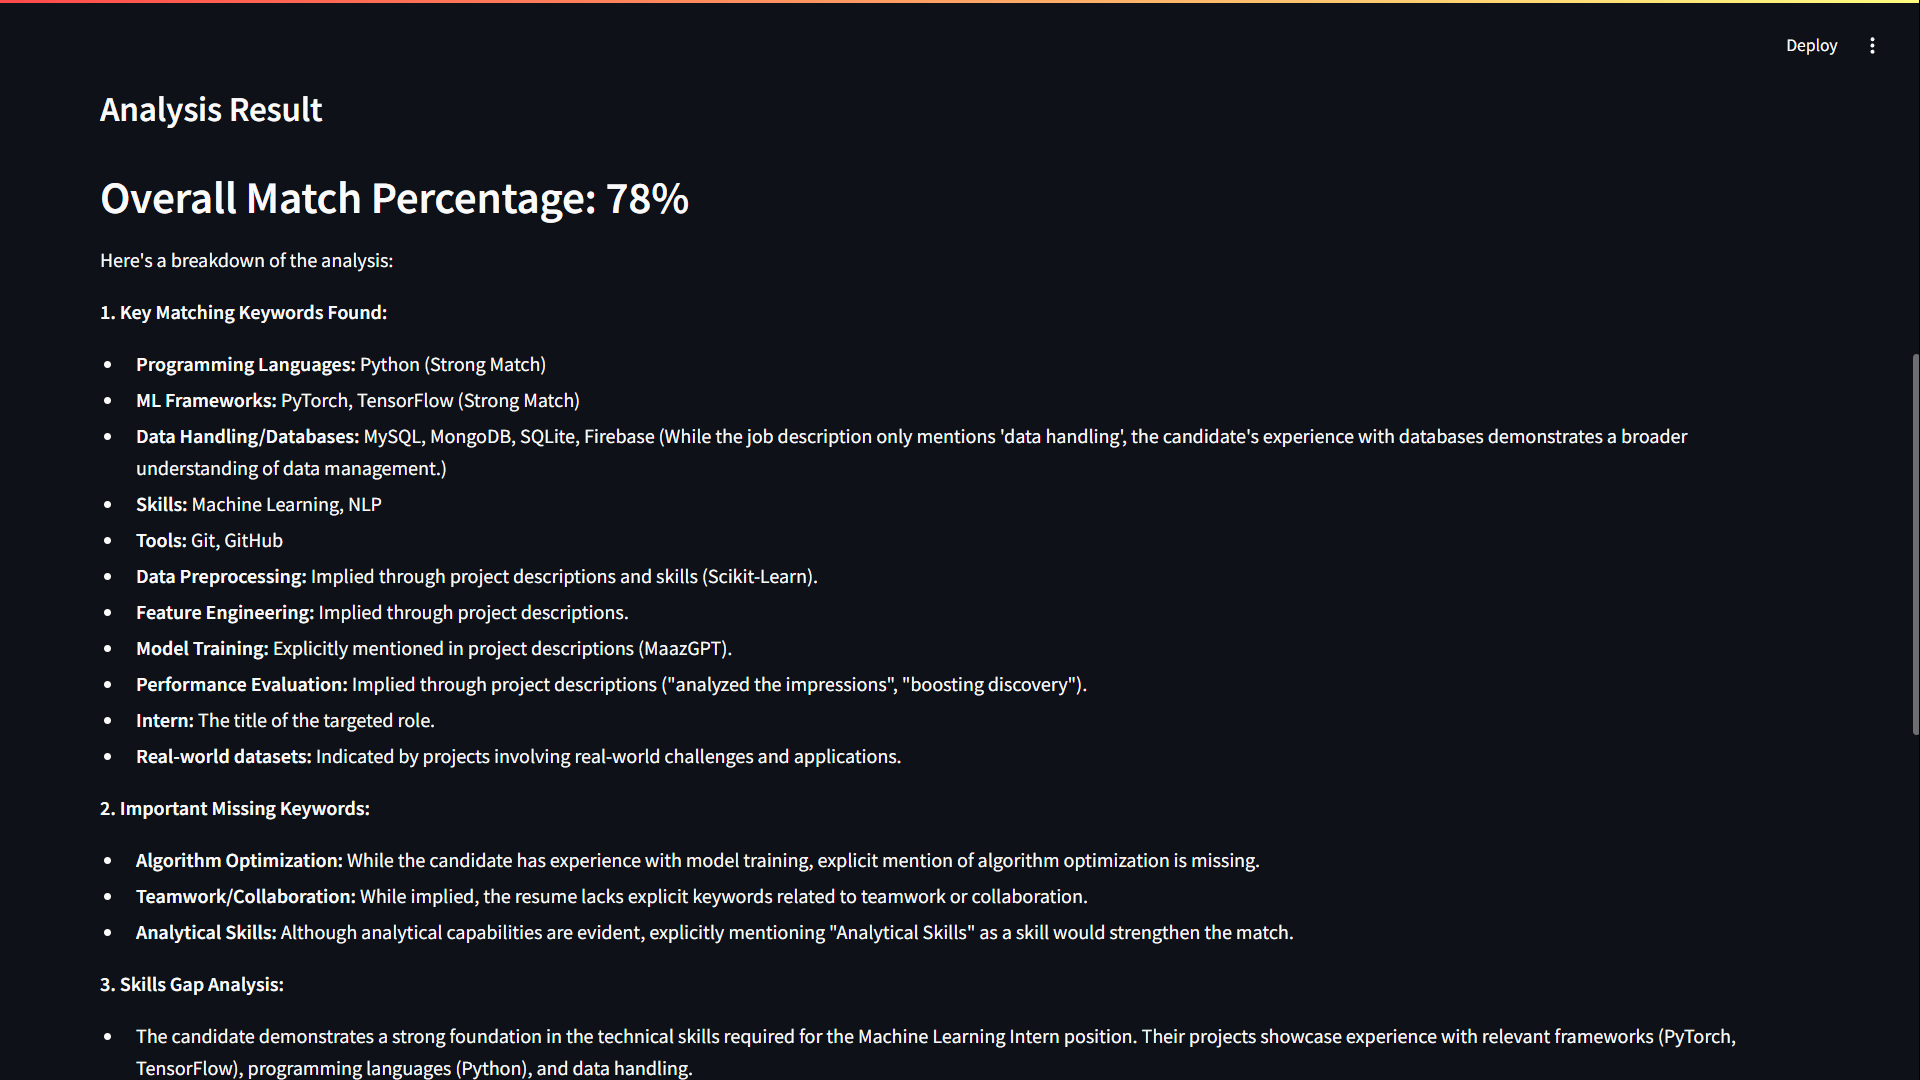 Deploy
Analysis Result
Overall Match Percentage: 78%
Here's a breakdown of the analysis:
1. Key Matching Keywords Found:
• Programming Languages: Python (Strong Match)
• ML Frameworks: PyTorch, TensorFlow (Strong Match)
• Data Handling/Databases: MySQL, MongoDB, SQLite, Firebase (While the job description only mentions 'data handling', the candidate's experience with databases demonstrates a broader
understanding of data management.)
• Skills: Machine Learning, NLP
• Tools: Git, GitHub
• Data Preprocessing: Implied through project descriptions and skills (Scikit-Learn).
• Feature Engineering: Implied through project descriptions.
• Model Training: Explicitly mentioned in project descriptions (MaazGPT).
• Performance Evaluation: Implied through project descriptions ("analyzed the impressions", "boosting discovery").
• Intern: The title of the targeted role.
• Real-world datasets: Indicated by projects involving real-world challenges and applications.
2. Important Missing Keywords:
• Algorithm Optimization: While the candidate has experience with model training, explicit mention of algorithm optimization is missing.
• Teamwork/Collaboration: While implied, the resume lacks explicit keywords related to teamwork or collaboration.
• Analytical Skills: Although analytical capabilities are evident, explicitly mentioning "Analytical Skills" as a skill would strengthen the match.
3. Skills Gap Analysis:
• The candidate demonstrates a strong foundation in the technical skills required for the Machine Learning Intern position. Their projects showcase experience with relevant frameworks (PyTorch,
TensorFlow), programming languages (Python), and data handling.